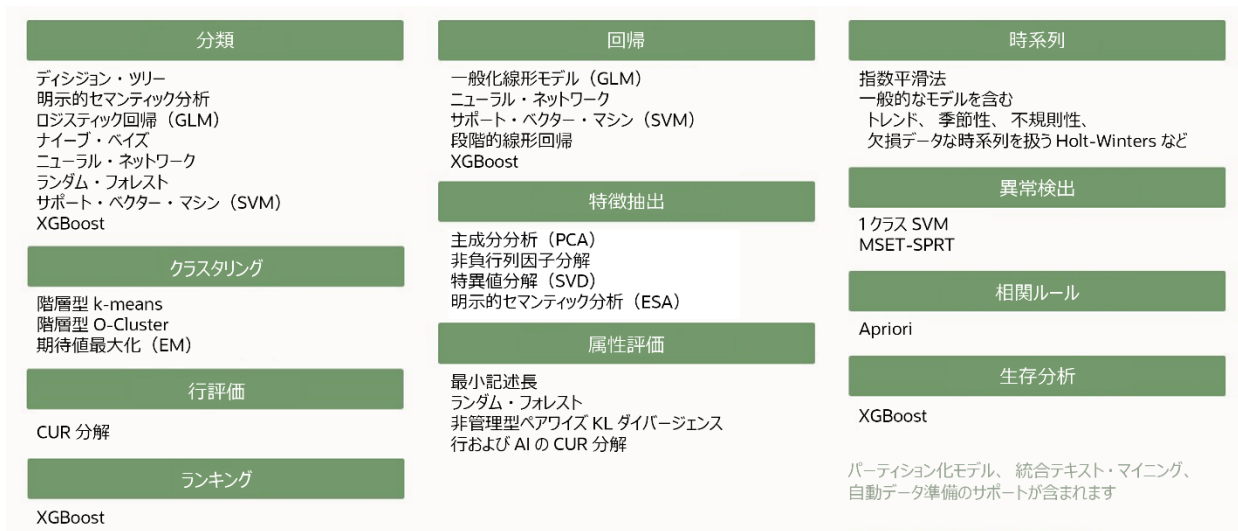 分類
ディシジョン・ツリー
明示的セマンティック分析
ロジスティック回帰（GLM）
ナイーブ・ベイズ
ニューラル・ネットワーク
ランダム・フォレスト
サポート・ベクター・マシン（SVM）
XGBoost
クラスタリング
階層型 k-means
階層型 O-Cluster
期待値最大化（EM）
行評価
CUR 分解
ランキング
XGBoost
回帰
一般化線形モデル（GLM）
ニューラル・ネットワーク
サポート・ベクター・マシン（SVM）
段階的線形回帰
XGBoost
特徴抽出
主成分分析（PCA）
非負行列因子分解
特異値分解（SVD）
明示的セマンティック分析（ESA）
属性評価
最小記述長
ランダム・フォレスト
非管理型ペアワイズ KL ダイバージェンス
行および AI の CUR 分解
時系列
指数平滑法
一般的なモデルを含む
トレンド、季節性、不規則性、
欠損データな時系列を扱う Holt-Winters など
異常検出
1 クラス SVM
MSET-SPRT
相関ルール
Apriori
生存分析
XGBoost
パーティション化モデル、統合テキスト・マイニング、
自動データ準備のサポートが含まれます